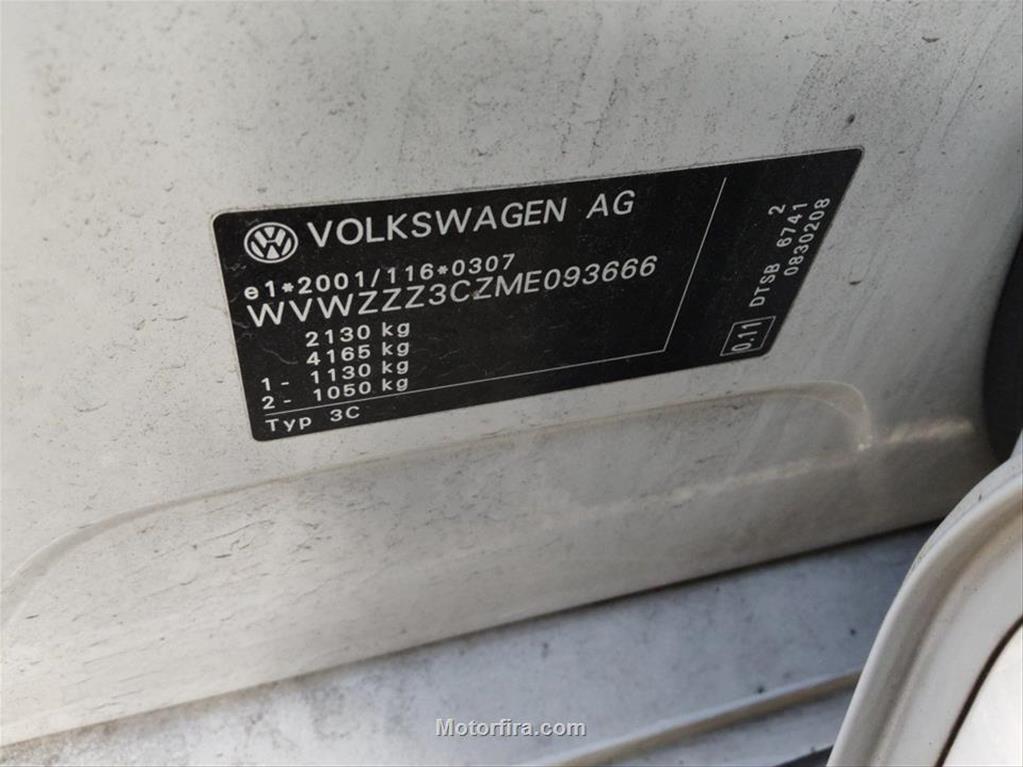 VOLKSWAGEN AG
e1*2001/116*0307
WVWZZZ3CZME093666
2130 kg
4165 kg
1 - 1130 kg
2 - 1050 kg
Typ 3C
0.11
DTSB 6741 2
0830208
Motorfira.com